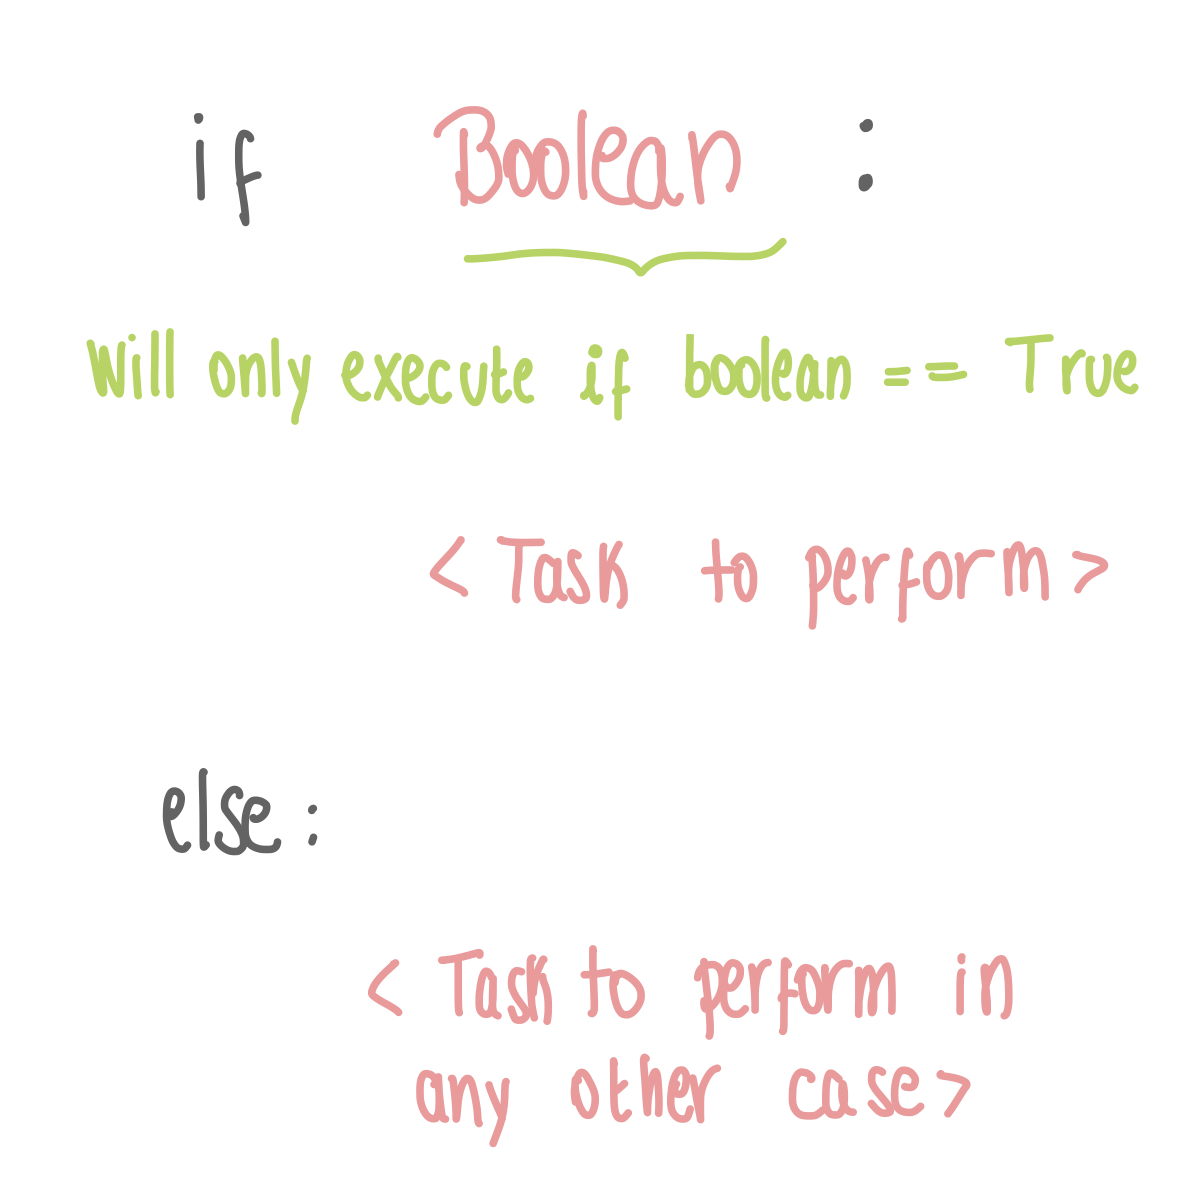 if Boolean :
Will only execute if boolean == True
< Task to perform >
else :
< Task to perform in
any other case >